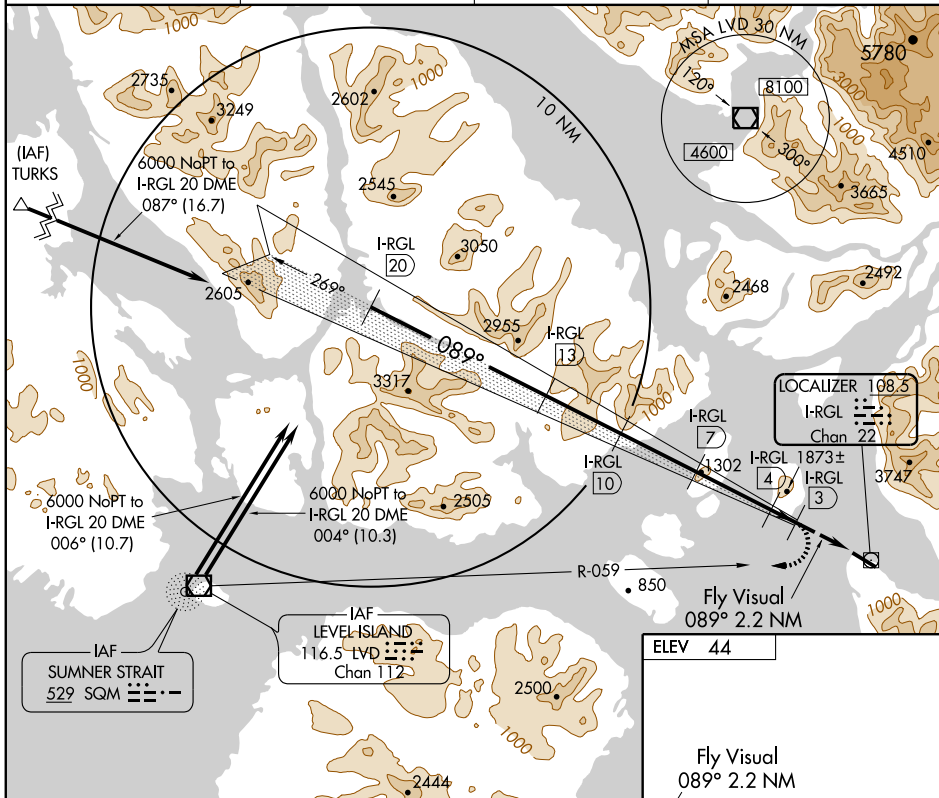 MSA LVD 30 NM
120°
8100
4600
300°
5780
3000
1000
4510
3665
2735
3249
1000
2602
10 NM
(IAF)
TURKS
6000 NoPT to
I-RGL 20 DME
087° (16.7)
2545
I-RGL
20
3050
2605
269°
2468
2492
2955
089°
I-RGL
13
3317
1000
1000
LOCALIZER 108.5
I-RGL
Chan 22
I-RGL
7
1302
I-RGL
10
I-RGL 1873±
4
I-RGL
3
3747
2505
6000 NoPT to
I-RGL 20 DME
006° (10.7)
6000 NoPT to
I-RGL 20 DME
004° (10.3)
R-059
850
Fly Visual
089° 2.2 NM
1000
IAF
SUMNER STRAIT
529 SQM
IAF
LEVEL ISLAND
116.5 LVD
Chan 112
2500
1000
2444
ELEV 44
Fly Visual
089° 2.2 NM